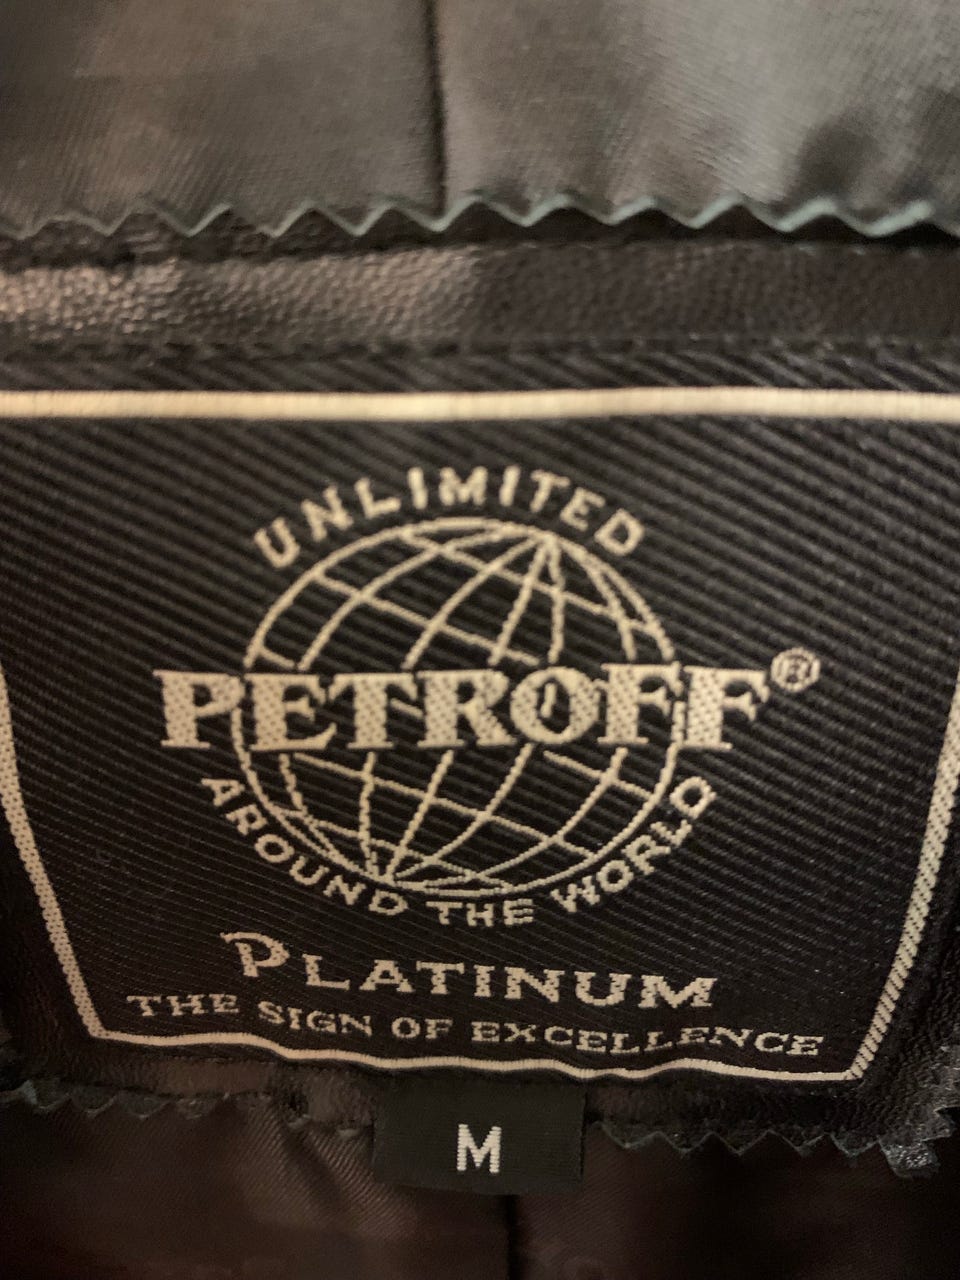 UNLIMITED
PETROFF®
AROUND THE WORLD
PLATINUM
THE SIGN OF EXCELLENCE
M